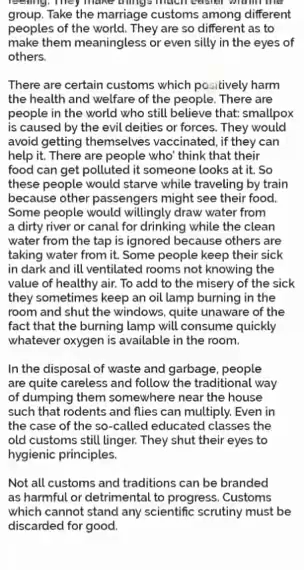 feeling. They make things much easier within the
group. Take the marriage customs among different
peoples of the world. They are so different as to
make them meaningless or even silly in the eyes of
others.

There are certain customs which positively harm
the health and welfare of the people. There are
people in the world who still believe that: smallpox
is caused by the evil deities or forces. They would
avoid getting themselves vaccinated, if they can
help it. There are people who' think that their
food can get polluted it someone looks at it. So
these people would starve while traveling by train
because other passengers might see their food.
Some people would willingly draw water from
a dirty river or canal for drinking while the clean
water from the tap is ignored because others are
taking water from it. Some people keep their sick
in dark and ill ventilated rooms not knowing the
value of healthy air. To add to the misery of the sick
they sometimes keep an oil lamp burning in the
room and shut the windows, quite unaware of the
fact that the burning lamp will consume quickly
whatever oxygen is available in the room.

In the disposal of waste and garbage, people
are quite careless and follow the traditional way
of dumping them somewhere near the house
such that rodents and flies can multiply. Even in
the case of the so-called educated classes the
old customs still linger. They shut their eyes to
hygienic principles.

Not all customs and traditions can be branded
as harmful or detrimental to progress. Customs
which cannot stand any scientific scrutiny must be
discarded for good.